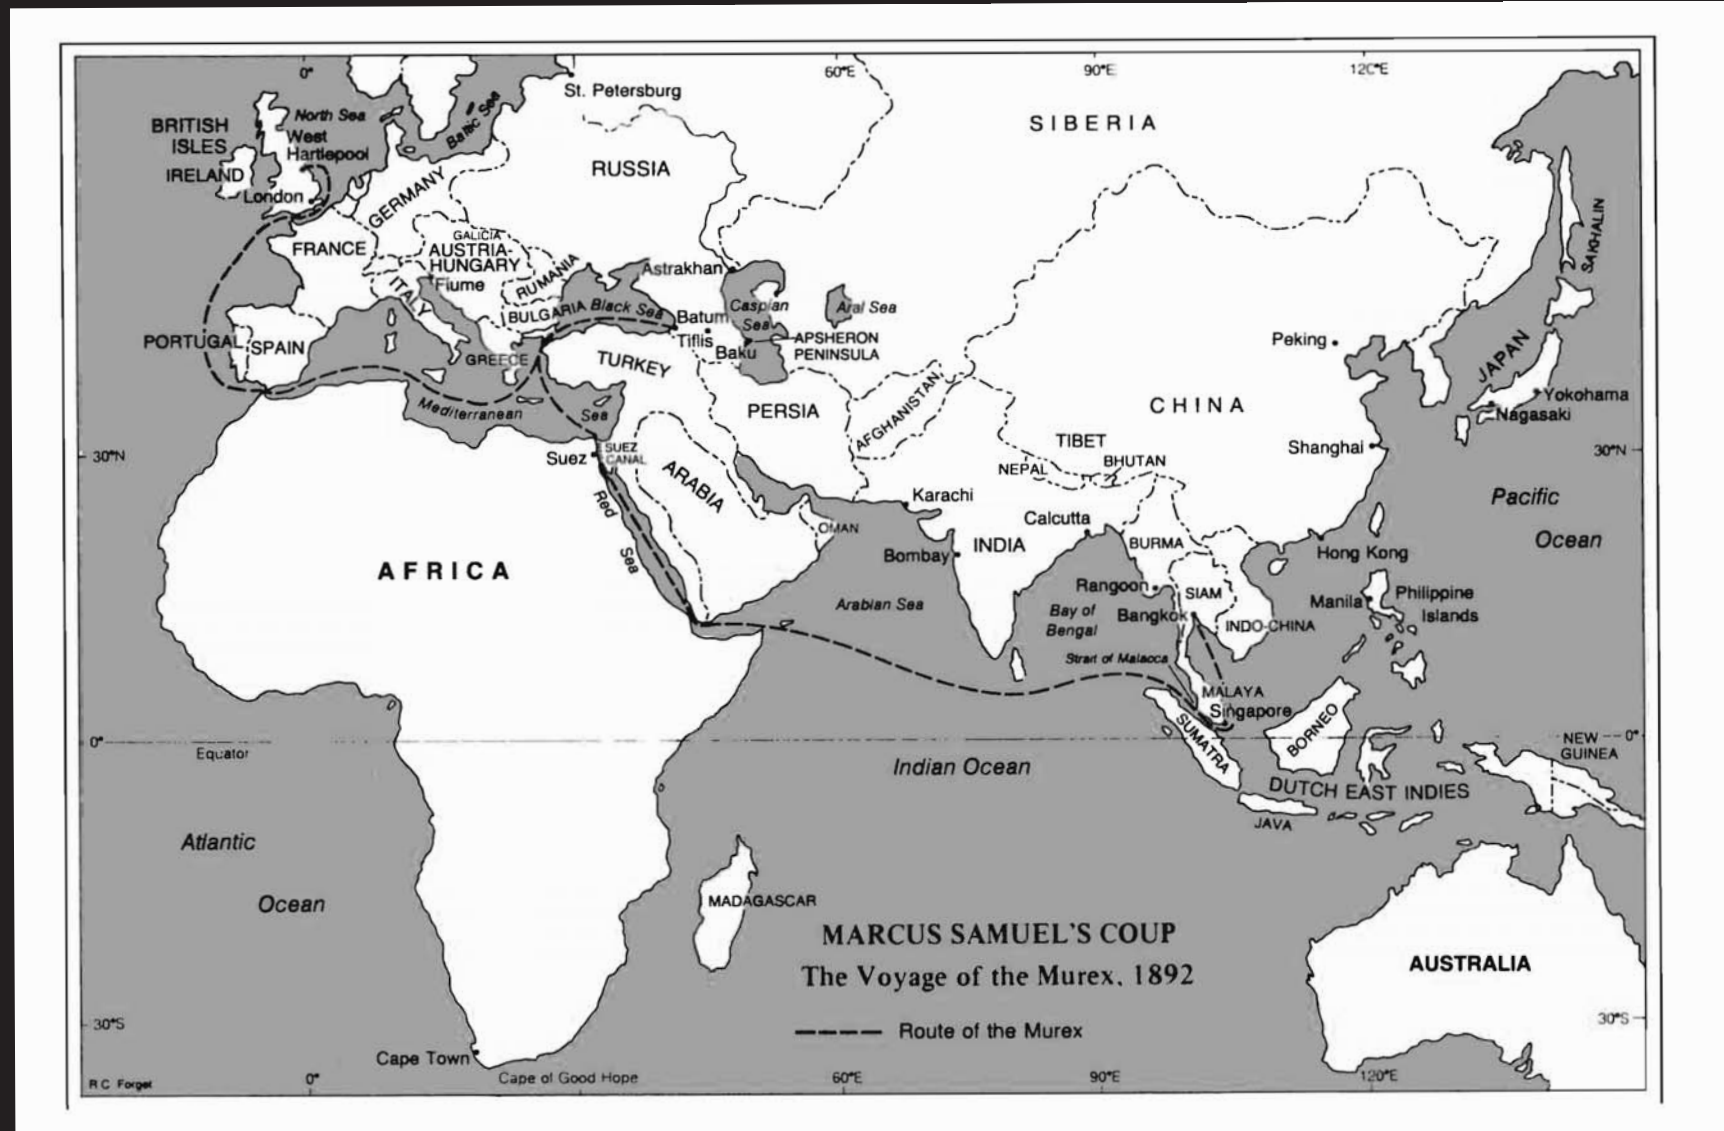 0°
60°E
90°E
12C°E
St. Petersburg
SIBERIA
North Sea
Baltic Sea
BRITISH
ISLES
West
Hartlepool
IRELAND
RUSSIA
London
GERMANY
SAKHALIN
FRANCE
GALICIA
AUSTRIA-
HUNGARY
RUMANIA
Astrakhan
ITALY
Fiume
BULGARIA
Black Sea
Caspian
Sea
Aral Sea
Batum
Tiflis
Baku
APSHERON
PENINSULA
PORTUGAL
SPAIN
GREECE
TURKEY
Peking
JAPAN
Mediterranean
Sea
PERSIA
AFGHANISTAN
CHINA
Yokohama
Nagasaki
TIBET
Shanghai
30°N
30°N
Suez
SUEZ
CANAL
ARABIA
NEPAL
BHUTAN
Karachi
Pacific
Ocean
Red
Sea
OMAN
Calcutta
Bombay
INDIA
BURMA
Hong Kong
AFRICA
Arabian Sea
Rangoon
SIAM
Bay of
Bengal
Bangkok
INDO-CHINA
Manila
Philippine
Islands
Strait of Malacca
MALAYA
Singapore
SUMATRA
BORNEO
0°
Equator
NEW
GUINEA
0°
Indian Ocean
DUTCH EAST INDIES
JAVA
Atlantic
Ocean
MADAGASCAR
MARCUS SAMUEL'S COUP
The Voyage of the Murex, 1892
Route of the Murex
AUSTRALIA
30°S
30°S
Cape Town
Cape of Good Hope
R C Forget
0°
60°E
90°E
120°E